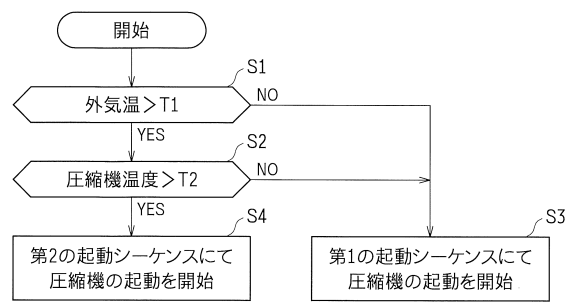 開始
S1
外気温＞T1
NO
YES
S2
圧縮機温度＞T2
NO
YES
S4
第2の起動シーケンスにて
圧縮機の起動を開始
S3
第1の起動シーケンスにて
圧縮機の起動を開始